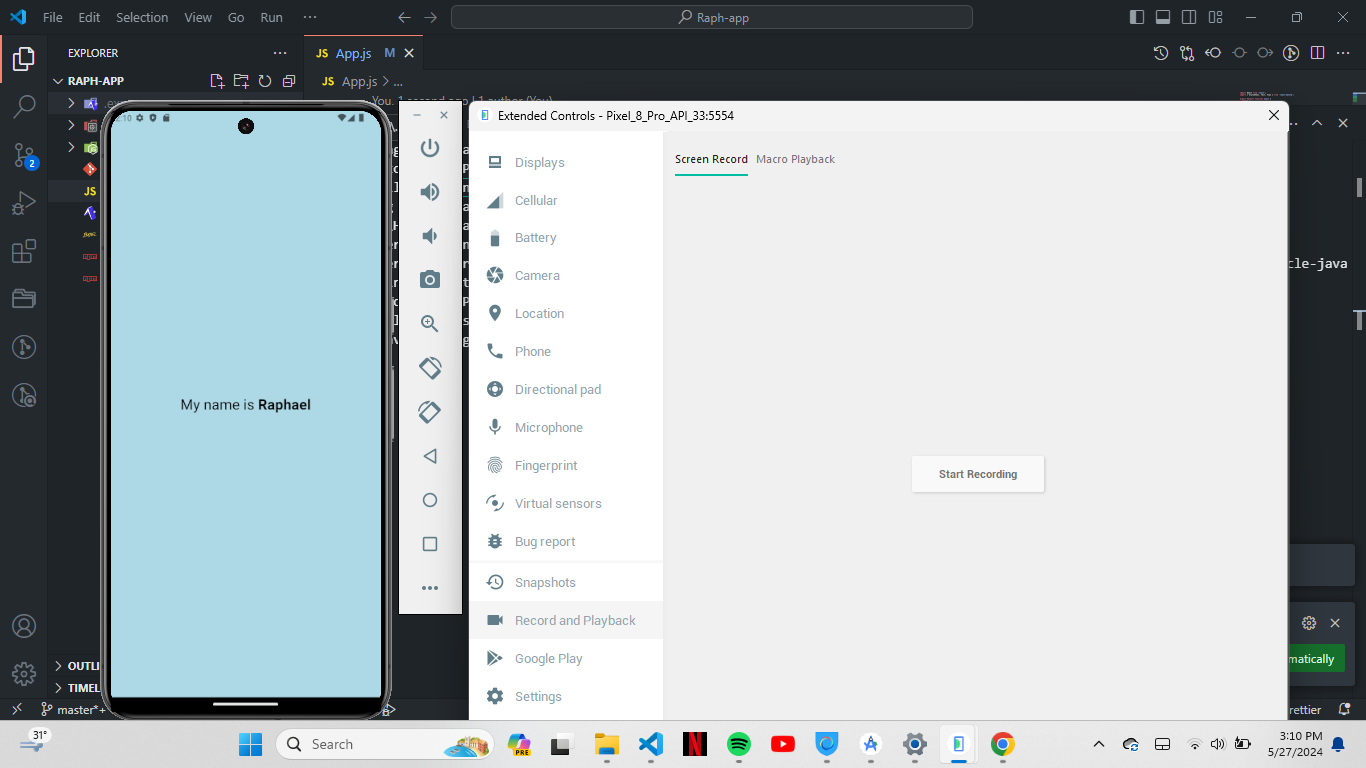 File Edit Selection View Go Run ···
Raph-app
EXPLORER
JS App.js M
RAPH-APP
JS App.js > ...
You, 1 second ago | 1 author (You)
Extended Controls - Pixel_8_Pro_API_33:5554
Screen Record Macro Playback
Displays
Cellular
Battery
Camera
Location
Phone
Directional pad
Microphone
Fingerprint
Virtual sensors
Bug report
Snapshots
Record and Playback
Google Play
Settings
Start Recording
My name is Raphael
JS
2
cle-java
matically
OUTLI
TIMEL
master*+
rettier
31°
Search
PRE
3:10 PM
5/27/2024